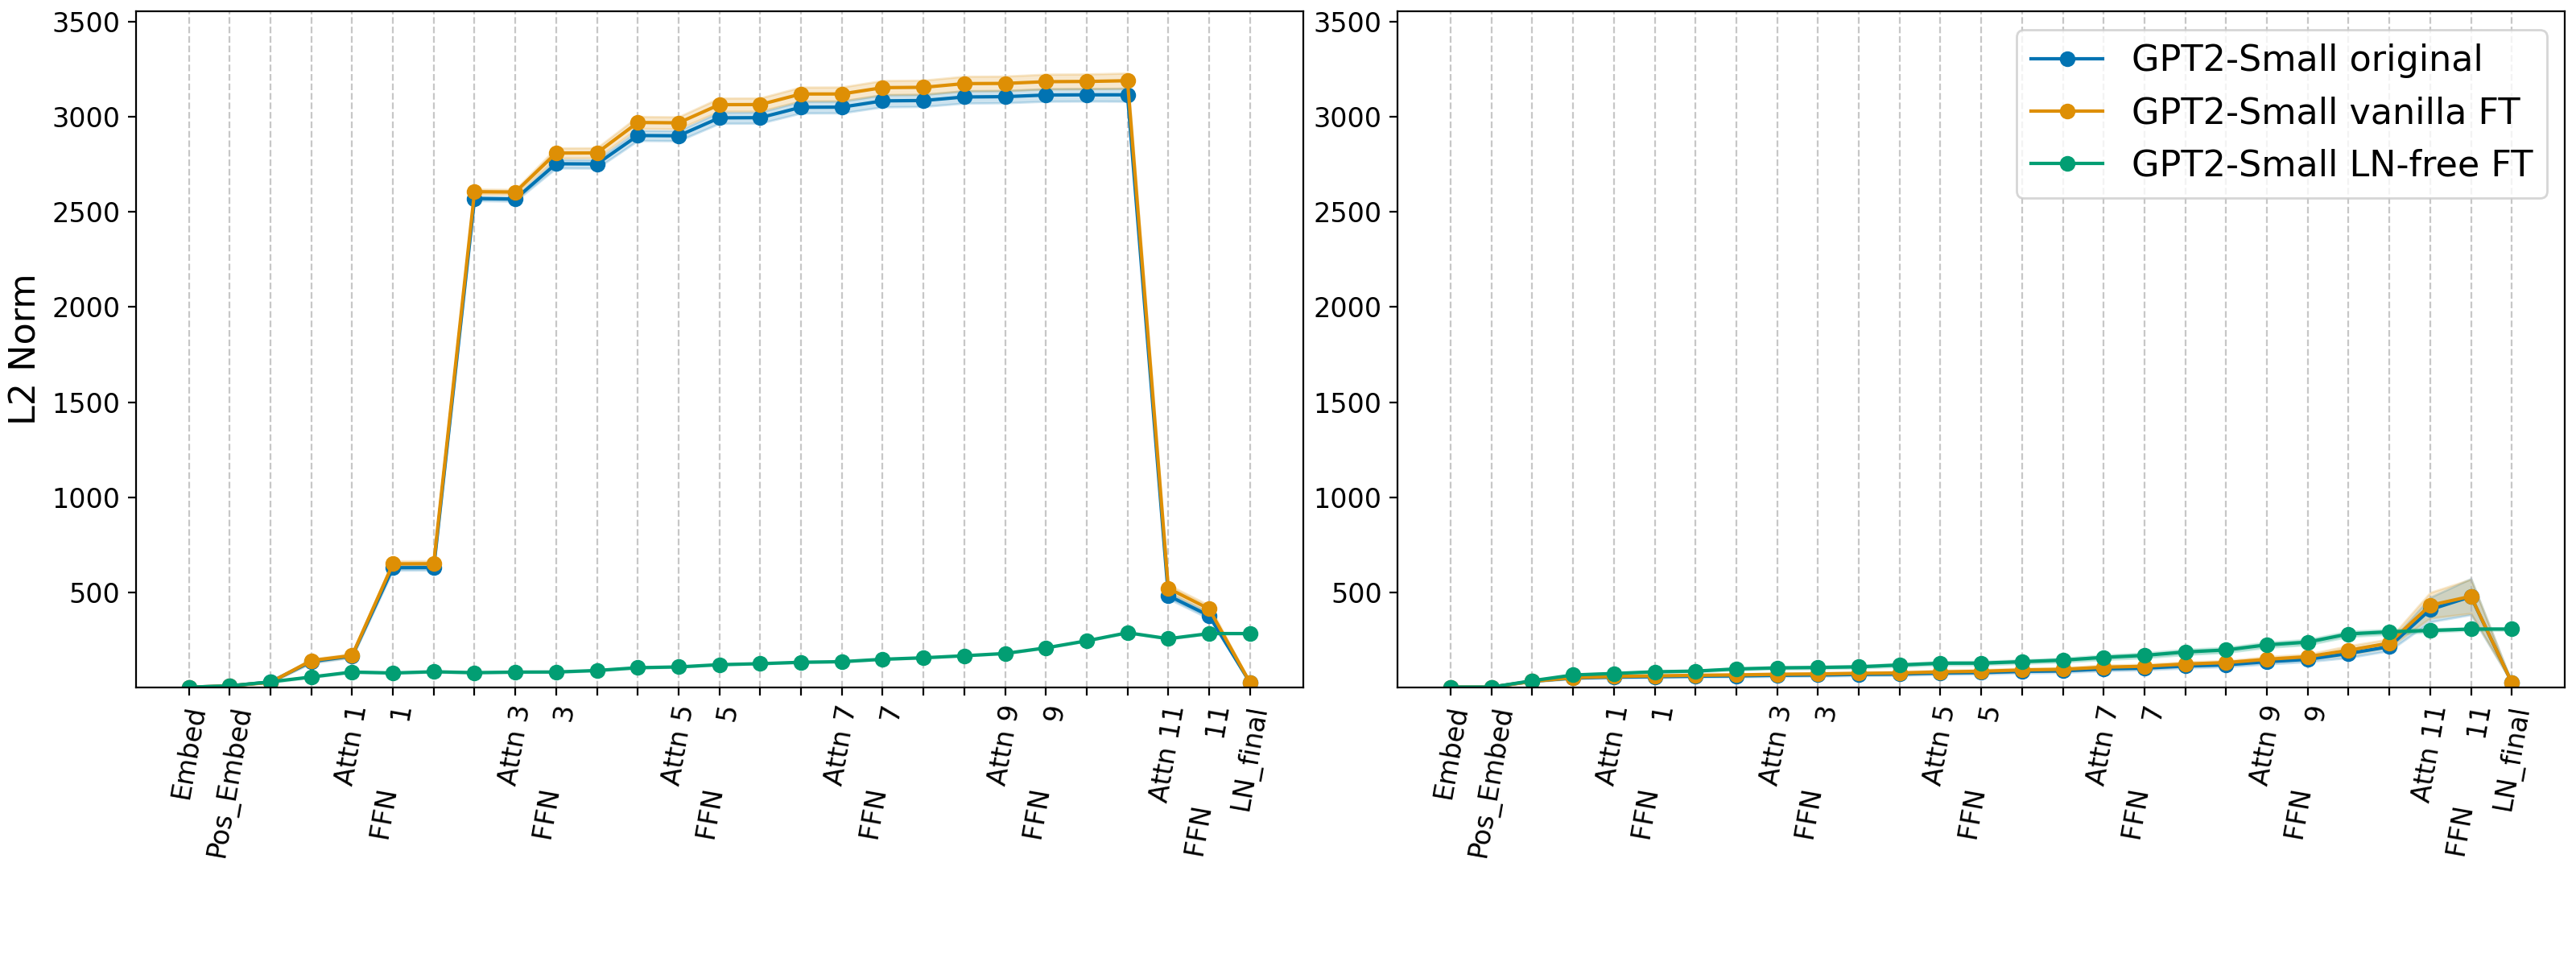 L2 Norm
3500
3000
2500
2000
1500
1000
500
Embed
Pos_Embed
Attn 1
FFN 1
Attn 3
FFN 3
Attn 5
FFN 5
Attn 7
FFN 7
Attn 9
FFN 9
Attn 11
FFN 11
LN_final
3500
3000
2500
2000
1500
1000
500
GPT2-Small original
GPT2-Small vanilla FT
GPT2-Small LN-free FT
Embed
Pos_Embed
Attn 1
FFN 1
Attn 3
FFN 3
Attn 5
FFN 5
Attn 7
FFN 7
Attn 9
FFN 9
Attn 11
FFN 11
LN_final